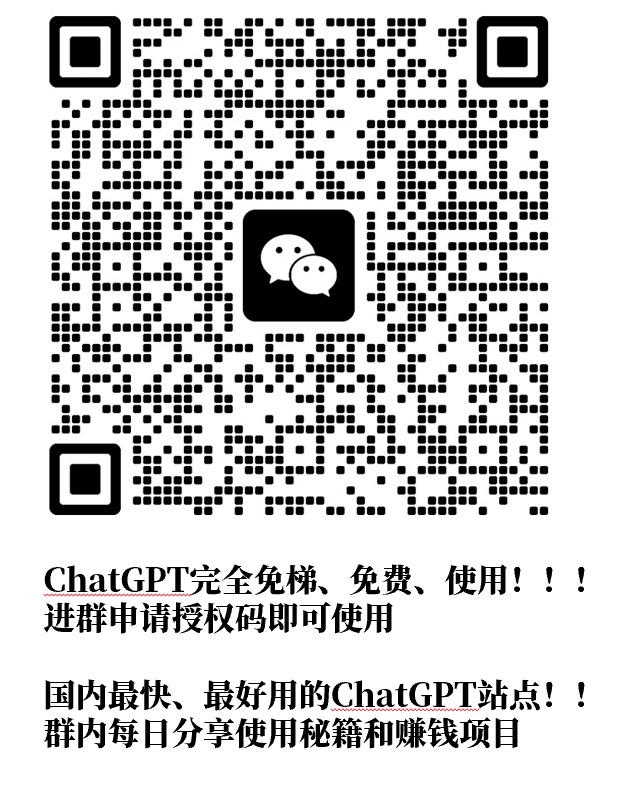 ChatGPT完全免梯、免费、使用！！！
进群申请授权码即可使用
国内最快、最好用的ChatGPT站点！！
群内每日分享使用秘籍和赚钱项目